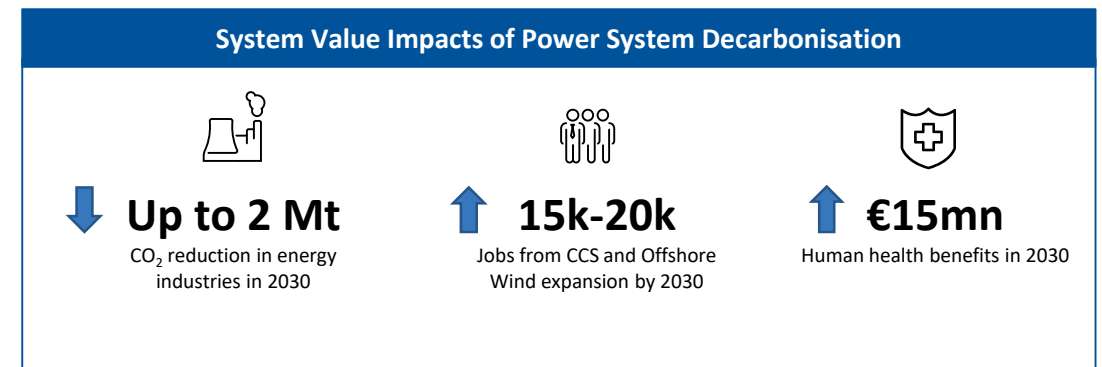 System Value Impacts of Power System Decarbonisation
Up to 2 Mt
CO₂ reduction in energy
industries in 2030
15k-20k
Jobs from CCS and Offshore
Wind expansion by 2030
€15mn
Human health benefits in 2030